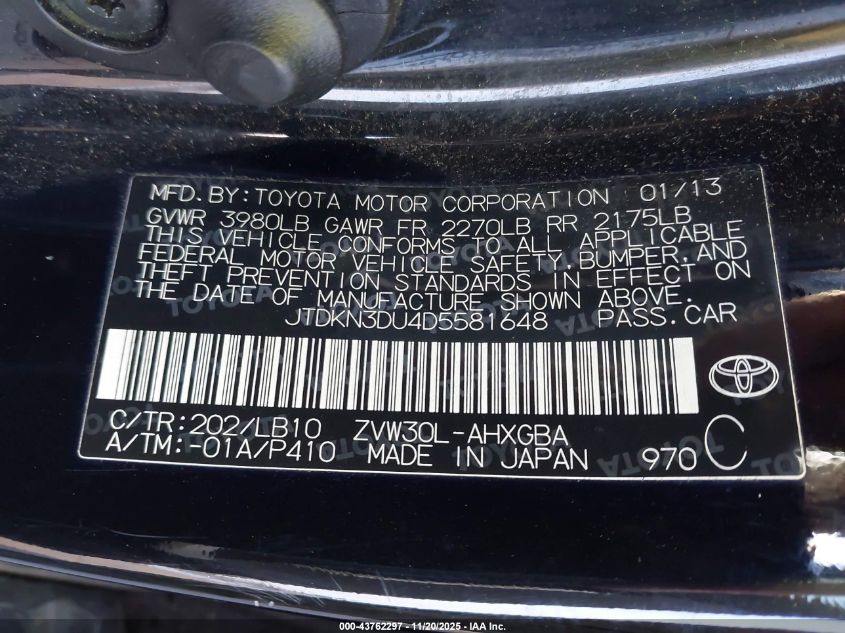 MFD.BY:TOYOTA MOTOR CORPORATION 01/13
GVWR 3980LB GAWR FR 2270LB RR 2175LB
THIS VEHICLE CONFORMS TO ALL APPLICABLE
FEDERAL MOTOR VEHICLE SAFETY,BUMPER,AND
THEFT PREVENTION STANDARDS IN EFFECT ON
THE DATE OF MANUFACTURE SHOWN ABOVE.
JTDKN3DU4D5581648 PASS.CAR
C/TR:202/LB10 ZVW30L-AHXGBA
A/TM:-01A/P410 MADE IN JAPAN 970 C
000-43762297 - 11/20/2025 - IAA Inc.